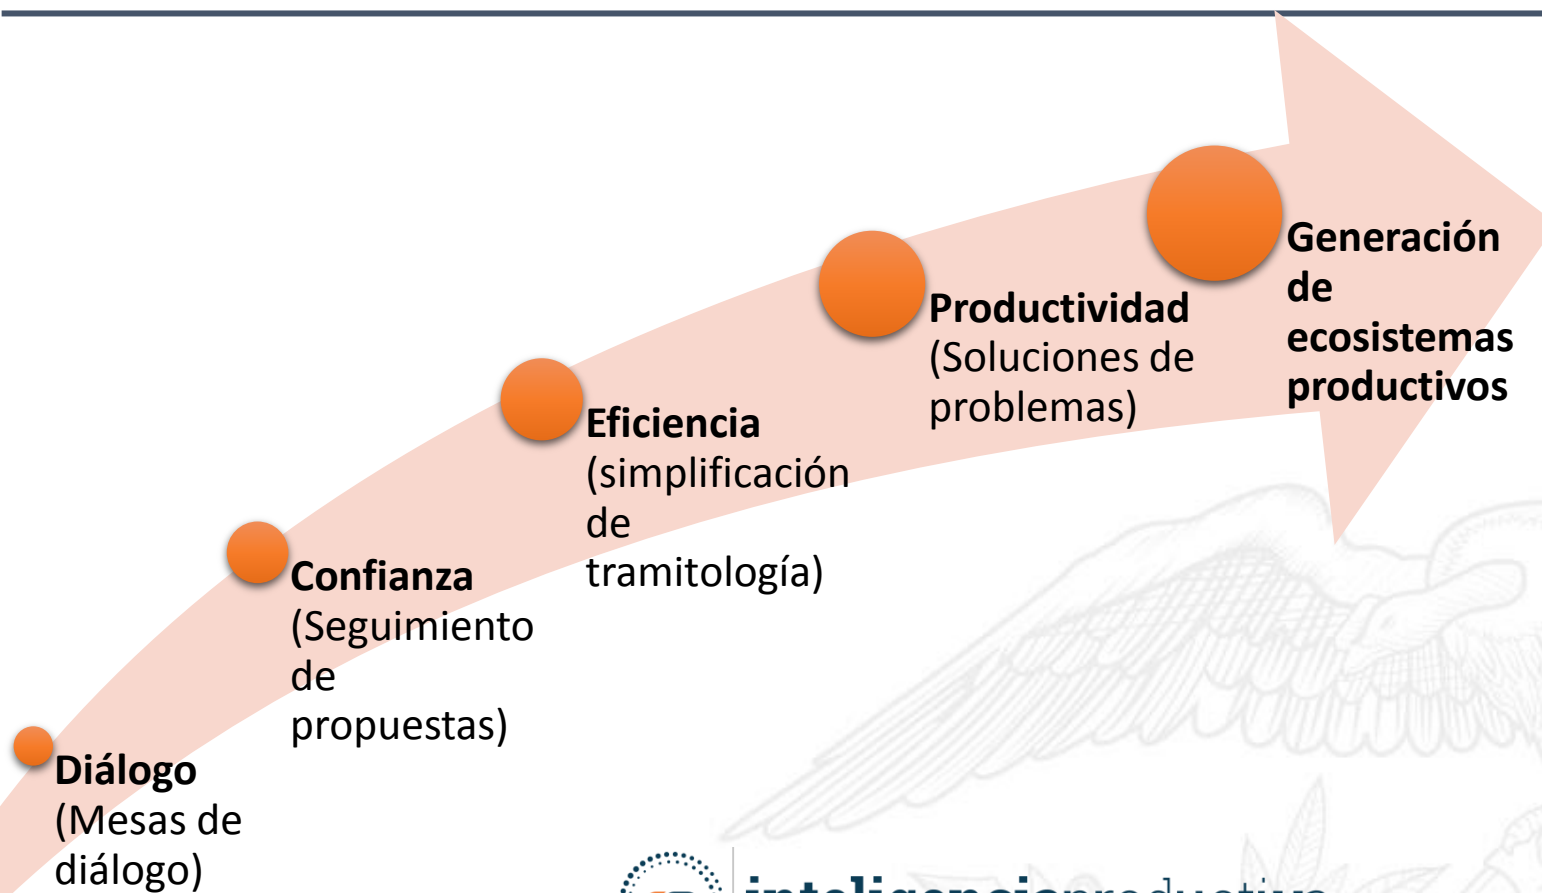 Generación
de
ecosistemas
productivos
Productividad
(Soluciones de
problemas)
Eficiencia
(simplificación
de
tramitología)
Confianza
(Seguimiento
de
propuestas)
Diálogo
(Mesas de
diálogo)
inteligenciaproductiva